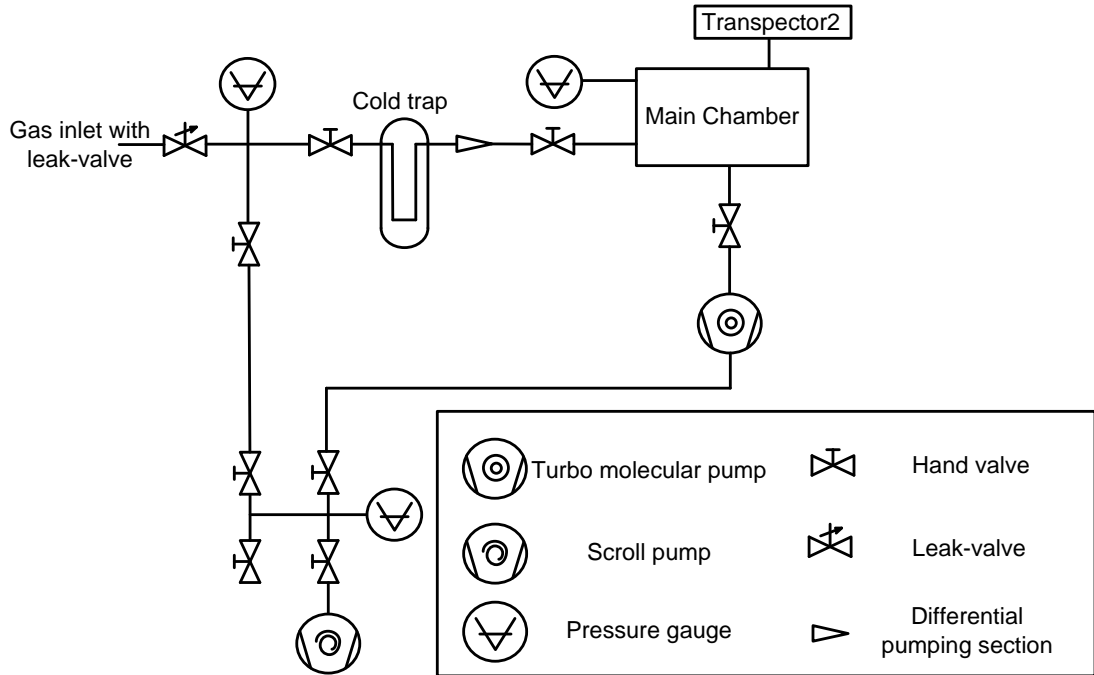 Transpector2
Main Chamber
Cold trap
Gas inlet with
leak-valve
Turbo molecular pump
Hand valve
Scroll pump
Leak-valve
Pressure gauge
Differential
pumping section